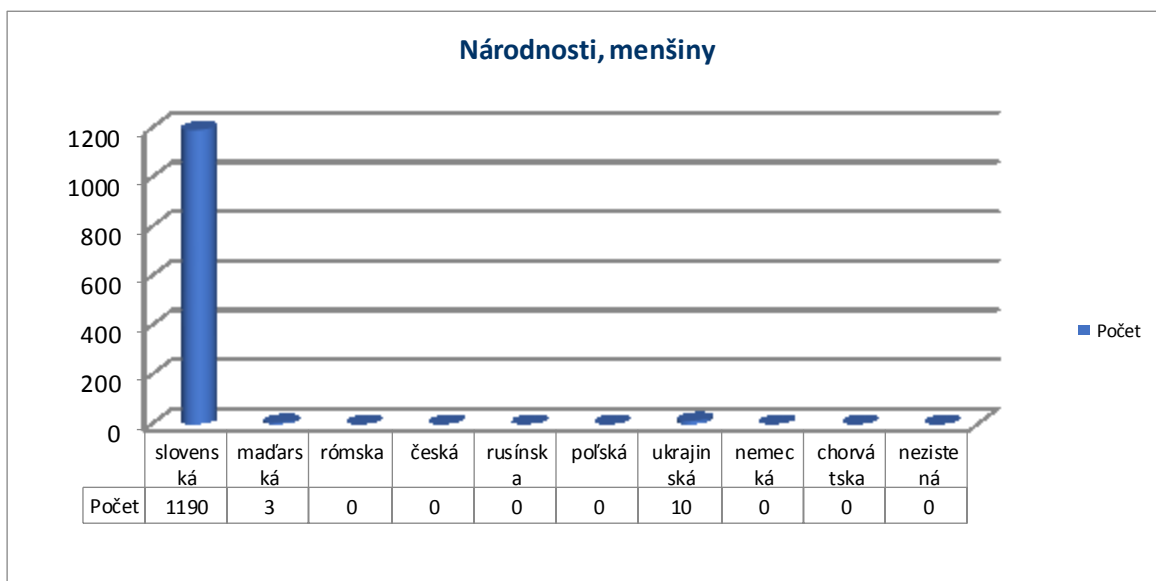 Národnosti, menšiny
1200
1000
800
600
400
200
0
Počet
slovens maďars rómska česká rusínsk poľská ukrajin nemec chorvá neziste
ká ká a ská ká tska ná
Počet 1190 3 0 0 0 0 10 0 0 0